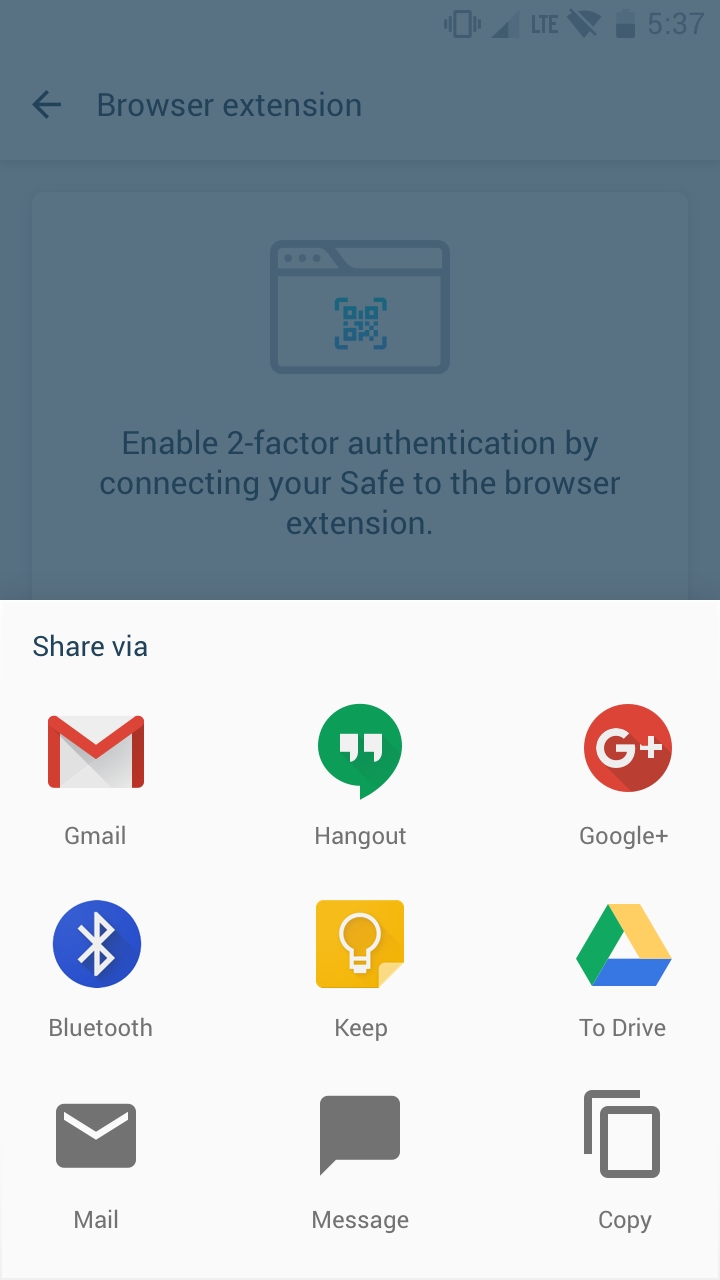 LTE 5:37
Browser extension
Enable 2-factor authentication by
connecting your Safe to the browser
extension.
Share via
Gmail Hangout Google+
Bluetooth Keep To Drive
Mail Message Copy